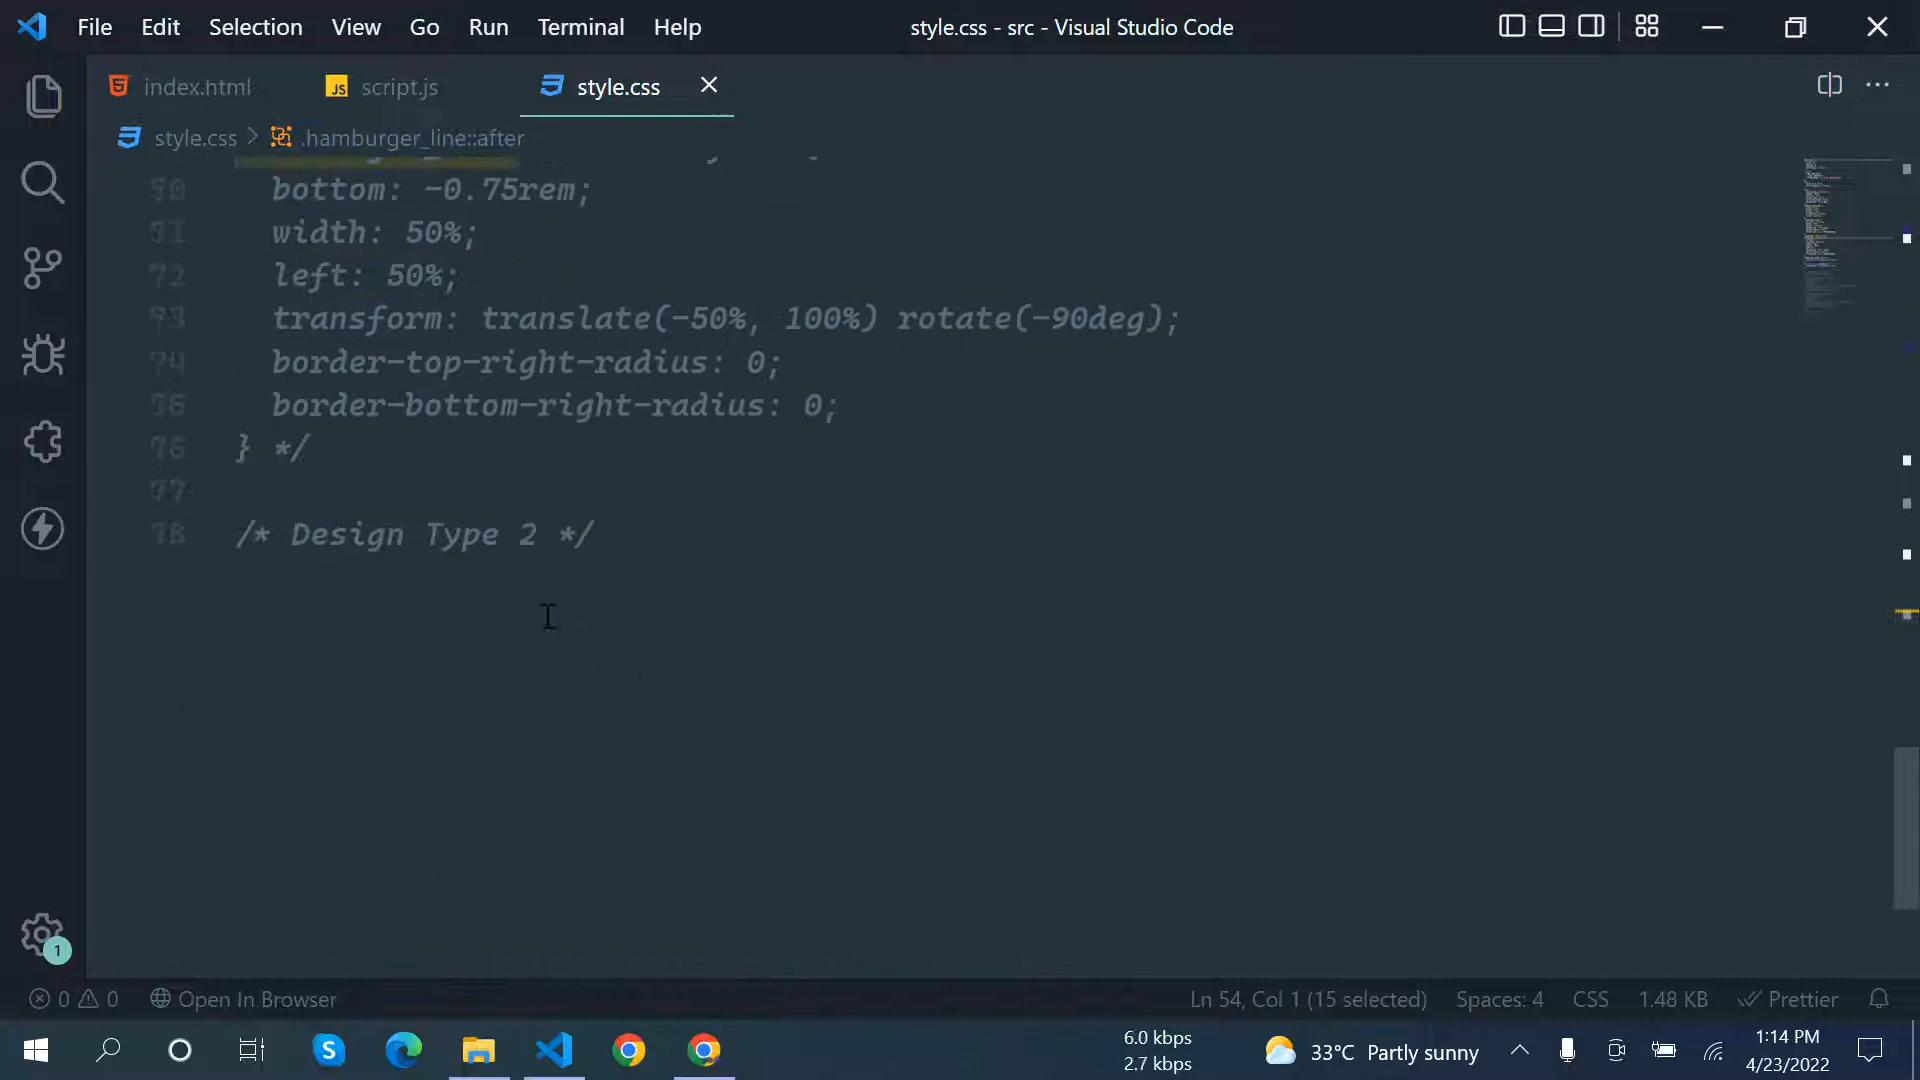 File Edit Selection View Go Run Terminal Help
style.css - src - Visual Studio Code
index.html
JS script.js
style.css
style.css > .hamburger_line::after
bottom: -0.75rem;
width: 50%;
72 left: 50%;
transform: translate(-50%, 100%) rotate(-90deg);
border-top-right-radius: 0;
border-bottom-right-radius: 0;
} */
78 /* Design Type 2 */
1
0 0 Open In Browser
Ln 54, Col 1 (15 selected) Spaces: 4 CSS 1.48 KB Prettier
6.0 kbps
2.7 kbps
33°C Partly sunny
1:14 PM
4/23/2022